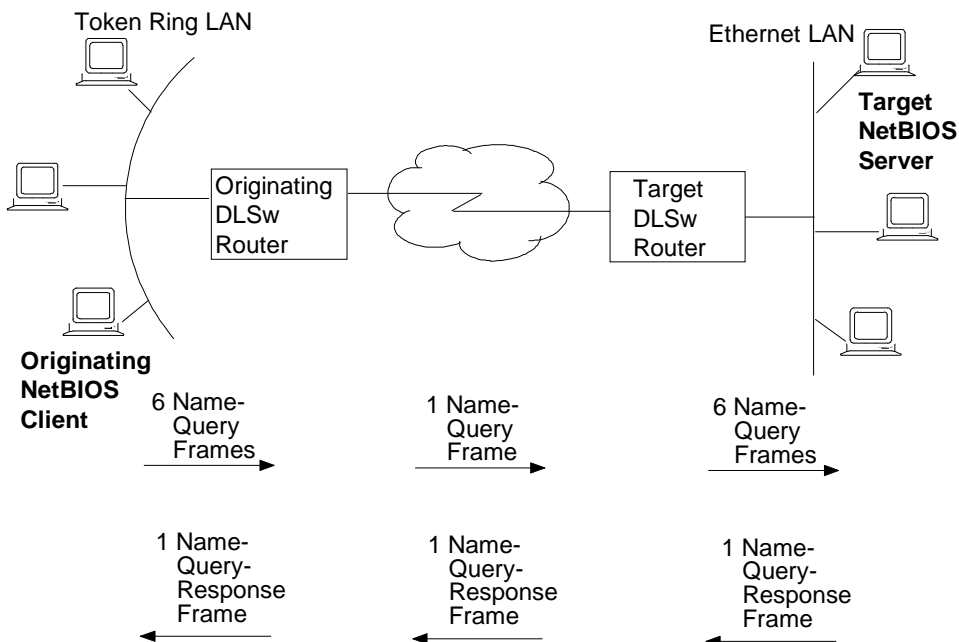 Token Ring LAN
Ethernet LAN
Target
NetBIOS
Server
Originating
DLSw
Router
Target
DLSw
Router
Originating
NetBIOS
Client
6 Name-
Query
Frames
1 Name-
Query
Frame
6 Name-
Query
Frames
1 Name-
Query-
Response
Frame
1 Name-
Query-
Response
Frame
1 Name-
Query-
Response
Frame